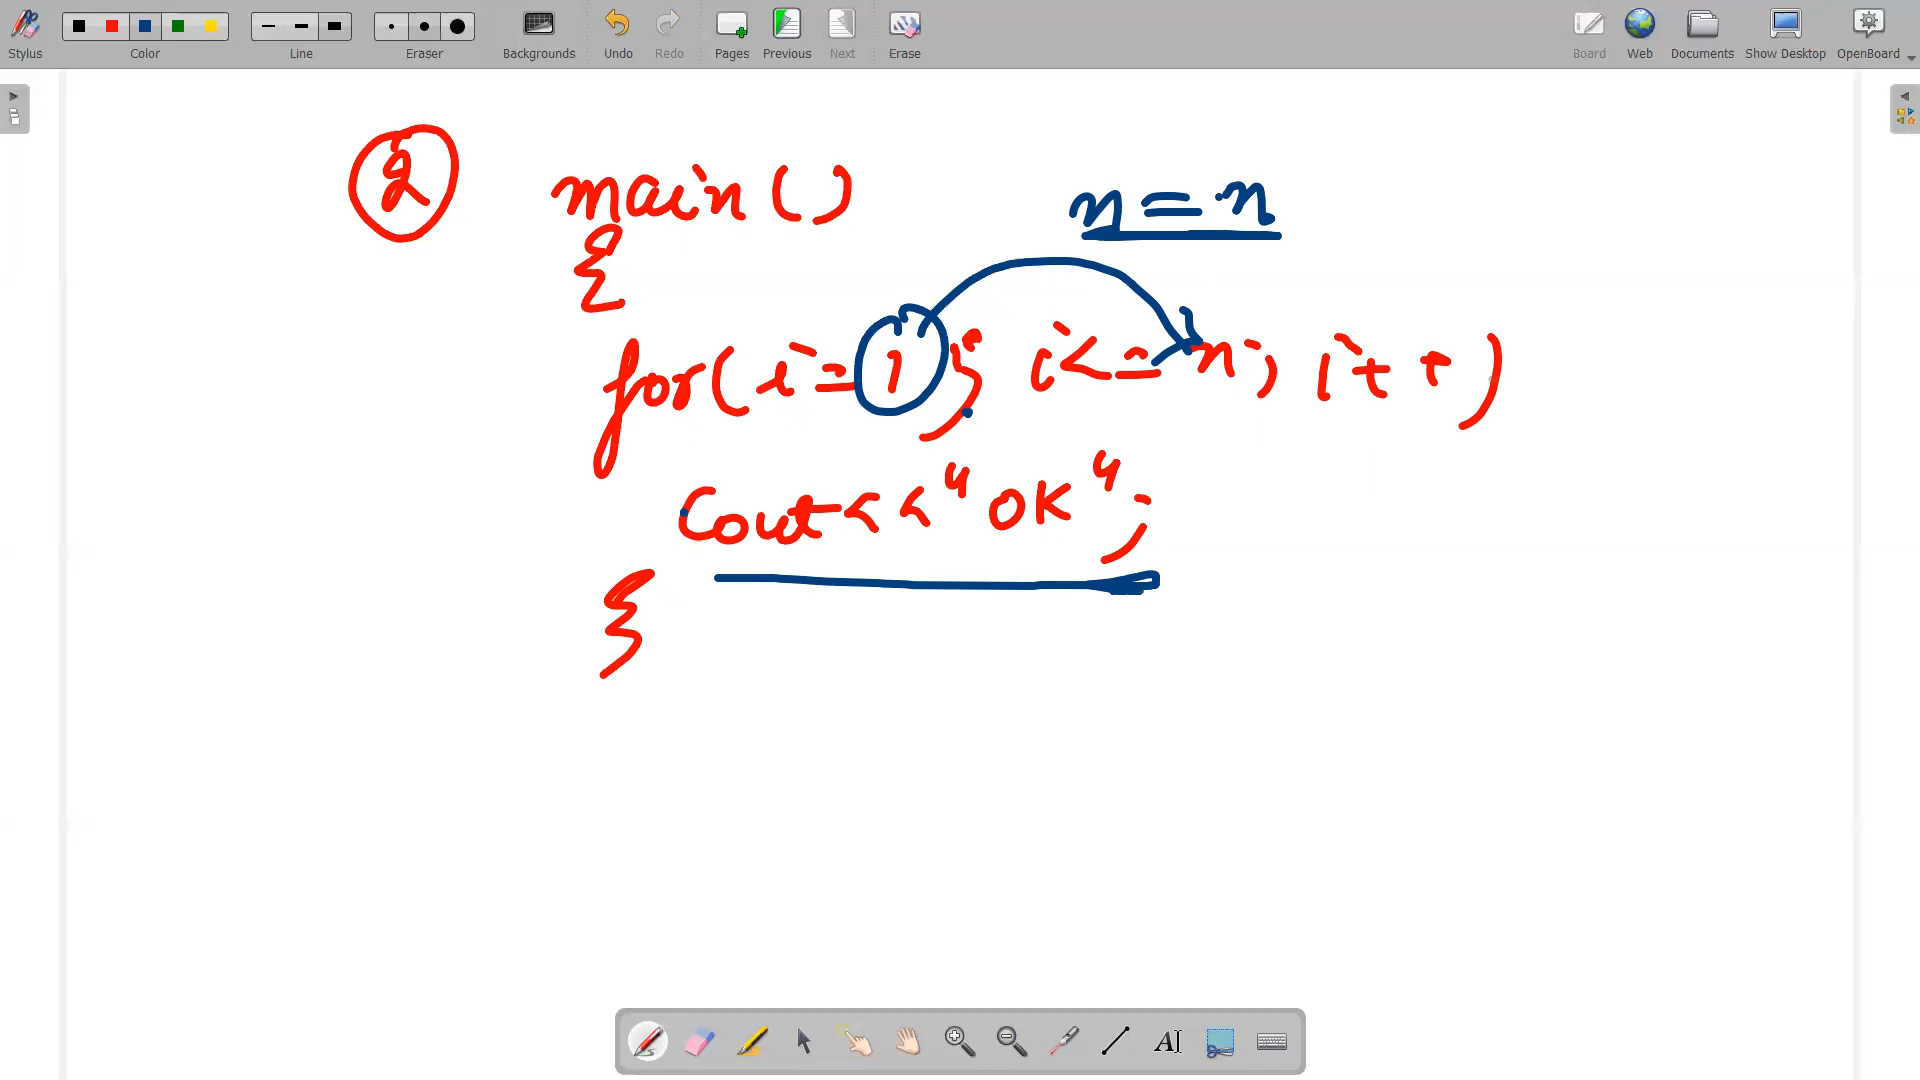 Stylus Color Line Eraser Backgrounds Undo Redo Pages Previous Next Erase Board Web Documents Show Desktop OpenBoard
2
main ( ) n = n
{
for( i = 1 ; i <= n ; i++ )
Cout << "OK" ;
}